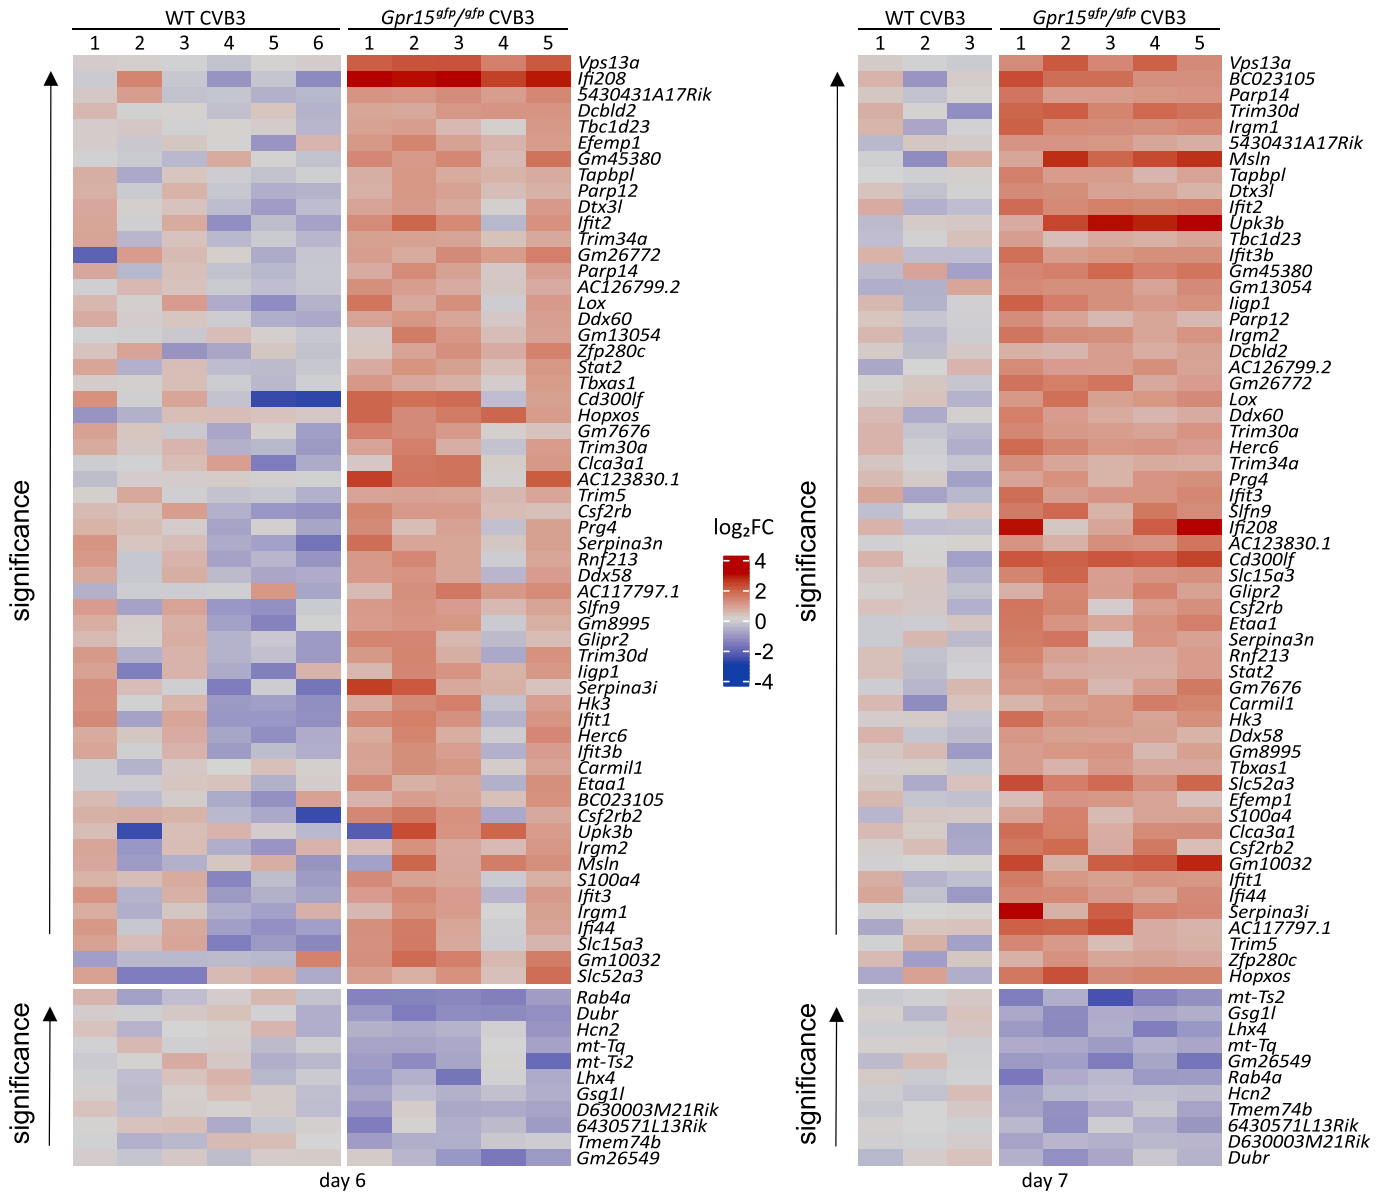 WT CVB3
Gpr15gfp/gfp CVB3
WT CVB3
Gpr15gfp/gfp CVB3
1 2 3 4 5 6
1 2 3 4 5
1 2 3
1 2 3 4 5
significance
Vps13a
Ifi208
5430431A17Rik
Dcbld2
Tbc1d23
Efemp1
Gm45380
Tapbpl
Parp12
Dtx3l
Ifit2
Trim34a
Gm26772
Parp14
AC126799.2
Lox
Ddx60
Gm13054
Zfp280c
Stat2
Tbxas1
Cd300lf
Hopxos
Gm7676
Trim30a
Clca3a1
AC123830.1
Trim5
Csf2rb
Prg4
Serpina3n
Rnf213
Ddx58
AC117797.1
Slfn9
Gm8995
Glipr2
Trim30d
Iigp1
Serpina3i
Hk3
Ifit1
Herc6
Ifit3b
Carmil1
Etaa1
BC023105
Csf2rb2
Upk3b
Irgm2
Msln
S100a4
Ifit3
Irgm1
Ifi44
Slc15a3
Gm10032
Slc52a3
significance
Rab4a
Dubr
Hcn2
mt-Tq
mt-Ts2
Lhx4
Gsg1l
D630003M21Rik
6430571L13Rik
Tmem74b
Gm26549
day 6
log₂FC
4
2
0
-2
-4
significance
Vps13a
BC023105
Parp14
Trim30d
Irgm1
5430431A17Rik
Msln
Tapbpl
Dtx3l
Ifit2
Upk3b
Tbc1d23
Ifit3b
Gm45380
Gm13054
Iigp1
Parp12
Irgm2
Dcbld2
AC126799.2
Gm26772
Lox
Ddx60
Trim30a
Herc6
Trim34a
Prg4
Ifit3
Slfn9
Ifi208
AC123830.1
Cd300lf
Slc15a3
Glipr2
Csf2rb
Etaa1
Serpina3n
Rnf213
Stat2
Gm7676
Carmil1
Hk3
Ddx58
Gm8995
Tbxas1
Slc52a3
Efemp1
S100a4
Clca3a1
Csf2rb2
Gm10032
Ifit1
Ifi44
Serpina3i
AC117797.1
Trim5
Zfp280c
Hopxos
significance
mt-Ts2
Gsg1l
Lhx4
mt-Tq
Gm26549
Rab4a
Hcn2
Tmem74b
6430571L13Rik
D630003M21Rik
Dubr
day 7